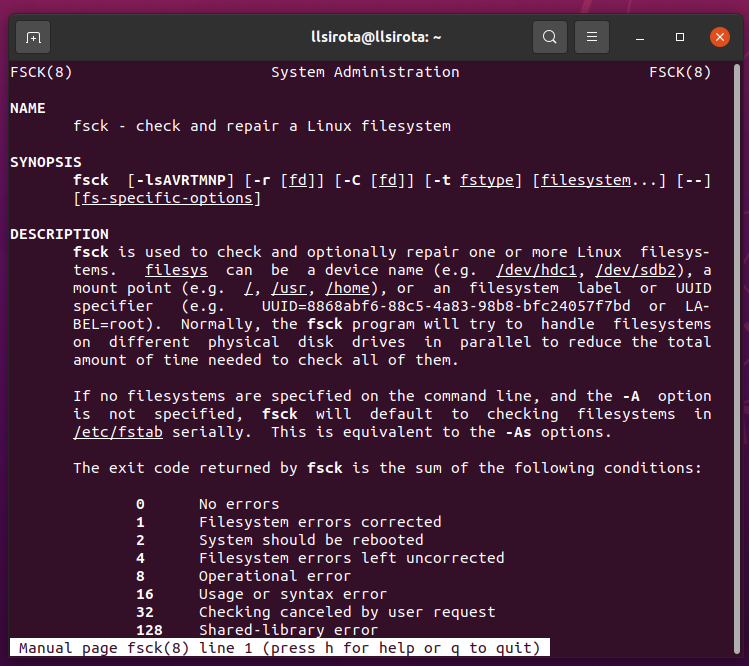 llsirota@llsirota: ~
FSCK(8) System Administration FSCK(8)
NAME
fsck - check and repair a Linux filesystem
SYNOPSIS
fsck [-lsAVRTMNP] [-r [fd]] [-C [fd]] [-t fstype] [filesystem...] [--]
[fs-specific-options]
DESCRIPTION
fsck is used to check and optionally repair one or more Linux filesys-
tems. filesys can be a device name (e.g. /dev/hdc1, /dev/sdb2), a
mount point (e.g. /, /usr, /home), or an filesystem label or UUID
specifier (e.g. UUID=8868abf6-88c5-4a83-98b8-bfc24057f7bd or LA-
BEL=root). Normally, the fsck program will try to handle filesystems
on different physical disk drives in parallel to reduce the total
amount of time needed to check all of them.
If no filesystems are specified on the command line, and the -A option
is not specified, fsck will default to checking filesystems in
/etc/fstab serially. This is equivalent to the -As options.
The exit code returned by fsck is the sum of the following conditions:
0 No errors
1 Filesystem errors corrected
2 System should be rebooted
4 Filesystem errors left uncorrected
8 Operational error
16 Usage or syntax error
32 Checking canceled by user request
128 Shared-library error
Manual page fsck(8) line 1 (press h for help or q to quit)